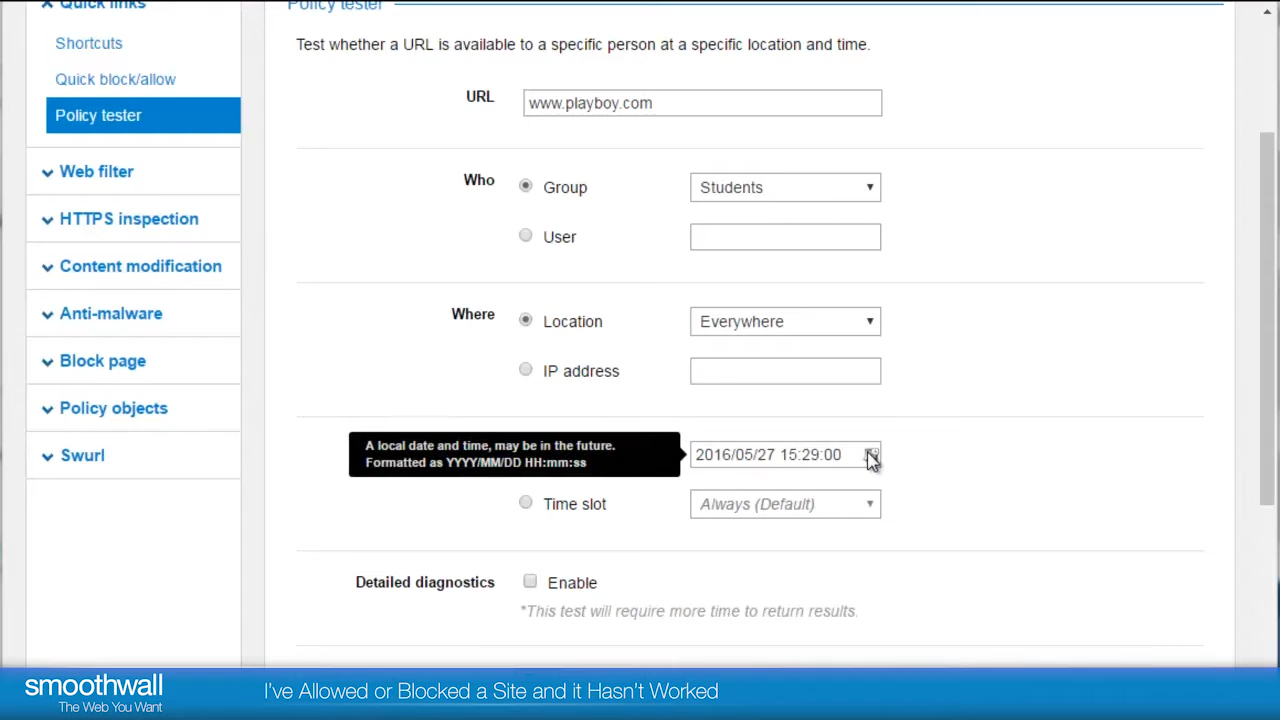 Quick links
Policy tester
Shortcuts
Quick block/allow
Policy tester
Web filter
HTTPS inspection
Content modification
Anti-malware
Block page
Policy objects
Swurl
Test whether a URL is available to a specific person at a specific location and time.
URL www.playboy.com
Who Group Students
User
Where Location Everywhere
IP address
A local date and time, may be in the future.
Formatted as YYYY/MM/DD HH:mm:ss
2016/05/27 15:29:00
Time slot Always (Default)
Detailed diagnostics Enable
*This test will require more time to return results.
smoothwall
The Web You Want
I've Allowed or Blocked a Site and it Hasn't Worked